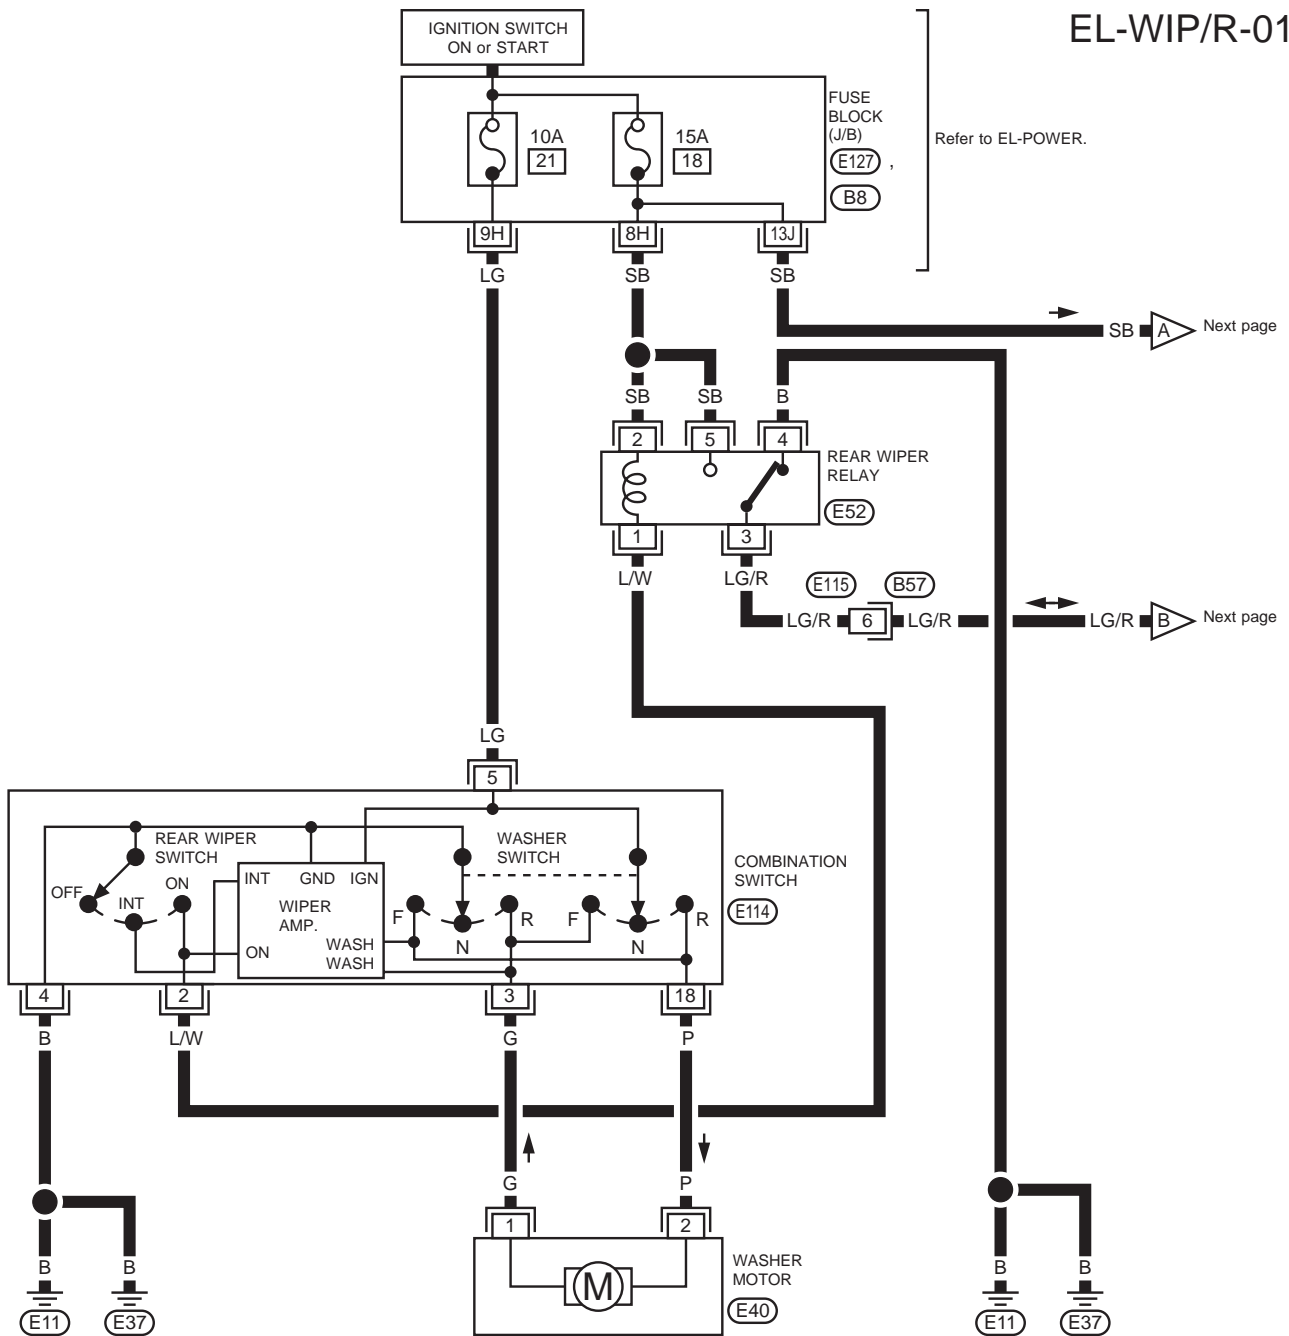 EL-WIP/R-01
IGNITION SWITCH
ON or START
FUSE
BLOCK
(J/B)
E127 ,
B8
Refer to EL-POWER.
10A
21
15A
18
9H
8H
13J
LG
SB
SB
SB
A
Next page
SB
SB
B
2
5
4
REAR WIPER
RELAY
E52
1
3
L/W
LG/R
E115
B57
LG/R
6
LG/R
LG/R
B
Next page
LG
5
REAR WIPER
SWITCH
WASHER
SWITCH
COMBINATION
SWITCH
E114
OFF
INT
ON
INT
GND
IGN
WIPER
AMP.
ON
WASH
WASH
F
N
R
F
N
R
4
2
3
18
B
L/W
G
P
G
P
1
2
M
WASHER
MOTOR
E40
B
B
E11
E37
B
B
E11
E37